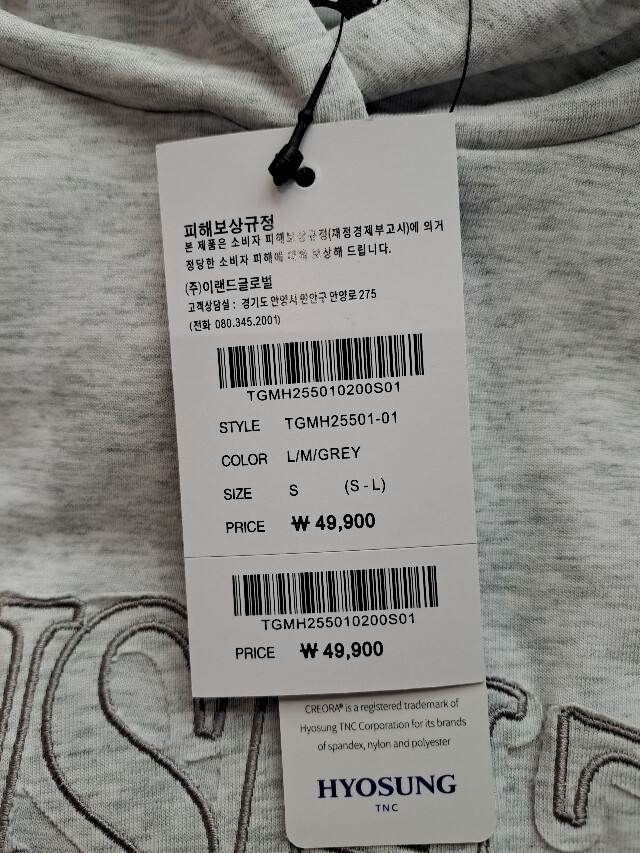 피해보상규정
본 제품은 소비자 피해보상규정(재정경제부고시)에 의거
정당한 소비자 피해에 대해 보상해 드립니다.
(주)이랜드글로벌
고객상담실 : 경기도 안양시 만안구 안양로 275
(전화 080.345.2001)
TGMH255010200S01
STYLE TGMH25501-01
COLOR L/M/GREY
SIZE S (S - L)
PRICE ₩ 49,900
TGMH255010200S01
PRICE ₩ 49,900
CREORA® is a registered trademark of
Hyosung TNC Corporation for its brands
of spandex, nylon and polyester
HYOSUNG
TNC